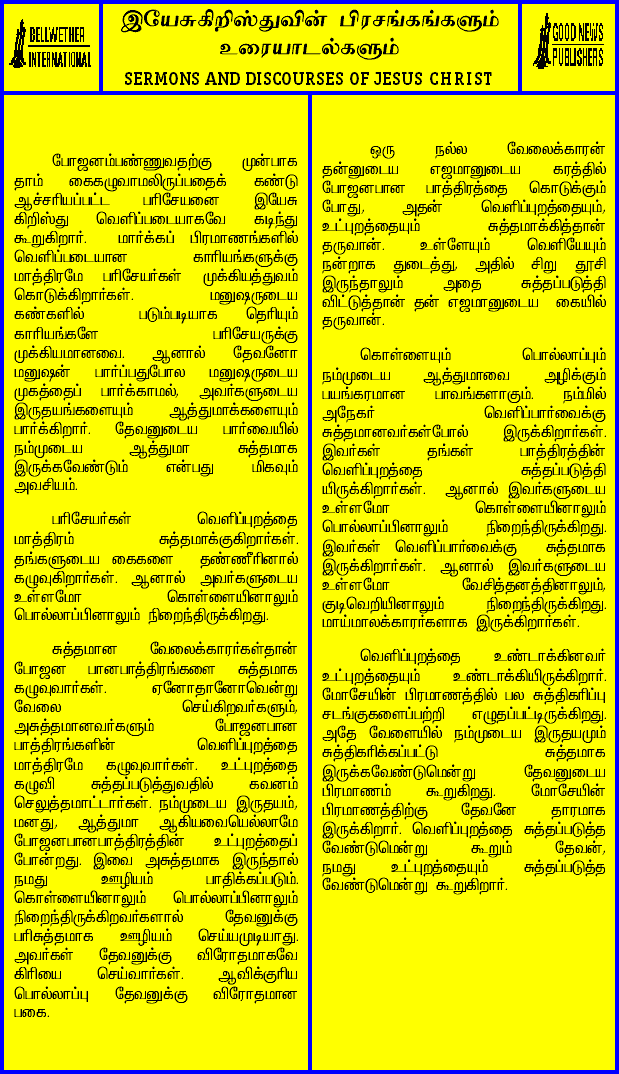 BELLWETHER
INTERNATIONAL
இயேசுகிறிஸ்துவின் பிரசங்கங்களும்
உரையாடல்களும்
SERMONS AND DISCOURSES OF JESUS CHRIST
GOOD NEWS
PUBLISHERS
போஜனம்பண்ணுவதற்கு முன்பாக
தாம் கைகழுவாமலிருப்பதைக் கண்டு
ஆச்சரியப்பட்ட பரிசேயனை இயேசு
கிறிஸ்து வெளிப்படையாகவே கடிந்து
கூறுகிறார். மார்க்கப் பிரமாணங்களில்
வெளிப்படையான காரியங்களுக்கு
மாத்திரமே பரிசேயர்கள் முக்கியத்துவம்
கொடுக்கிறார்கள். மனுஷருடைய
கண்களில் படும்படியாக தெரியும்
காரியங்களே பரிசேயருக்கு
முக்கியமானவை. ஆனால் தேவனோ
மனுஷன் பார்ப்பதுபோல மனுஷருடைய
முகத்தைப் பார்க்காமல், அவர்களுடைய
இருதயங்களையும் ஆத்துமாக்களையும்
பார்க்கிறார். தேவனுடைய பார்வையில்
நம்முடைய ஆத்துமா சுத்தமாக
இருக்கவேண்டும் என்பது மிகவும்
அவசியம்.
பரிசேயர்கள் வெளிப்புறத்தை
மாத்திரம் சுத்தமாக்குகிறார்கள்.
தங்களுடைய கைகளை தண்ணீரினால்
கழுவுகிறார்கள். ஆனால் அவர்களுடைய
உள்ளமோ கொள்ளையினாலும்
பொல்லாப்பினாலும் நிறைந்திருக்கிறது.
சுத்தமான வேலைக்காரர்கள்தான்
போஜன பானபாத்திரங்களை சுத்தமாக
கழுவுவார்கள். ஏனோதானோவென்று
வேலை செய்கிறவர்களும்,
அசுத்தமானவர்களும் போஜனபான
பாத்திரங்களின் வெளிப்புறத்தை
மாத்திரமே கழுவுவார்கள். உட்புறத்தை
கழுவி சுத்தப்படுத்துவதில் கவனம்
செலுத்தமாட்டார்கள். நம்முடைய இருதயம்,
மனது, ஆத்துமா ஆகியவையெல்லாமே
போஜனபானபாத்திரத்தின் உட்புறத்தைப்
போன்றது. இவை அசுத்தமாக இருந்தால்
நமது ஊழியம் பாதிக்கப்படும்.
கொள்ளையினாலும் பொல்லாப்பினாலும்
நிறைந்திருக்கிறவர்களால் தேவனுக்கு
பரிசுத்தமாக ஊழியம் செய்யமுடியாது.
அவர்கள் தேவனுக்கு விரோதமாகவே
கிரியை செய்வார்கள். ஆவிக்குரிய
பொல்லாப்பு தேவனுக்கு விரோதமான
பகை.
ஒரு நல்ல வேலைக்காரன்
தன்னுடைய எஜமானுடைய கரத்தில்
போஜனபான பாத்திரத்தை கொடுக்கும்
போது, அதன் வெளிப்புறத்தையும்,
உட்புறத்தையும் சுத்தமாக்கித்தான்
தருவான். உள்ளேயும் வெளியேயும்
நன்றாக துடைத்து, அதில் சிறு தூசி
இருந்தாலும் அதை சுத்தப்படுத்தி
விட்டுத்தான் தன் எஜமானுடைய கையில்
தருவான்.
கொள்ளையும் பொல்லாப்பும்
நம்முடைய ஆத்துமாவை அழிக்கும்
பயங்கரமான பாவங்களாகும். நம்மில்
அநேகர் வெளிப்பார்வைக்கு
சுத்தமானவர்கள்போல் இருக்கிறார்கள்.
இவர்கள் தங்கள் பாத்திரத்தின்
வெளிப்புறத்தை சுத்தப்படுத்தி
யிருக்கிறார்கள். ஆனால் இவர்களுடைய
உள்ளமோ கொள்ளையினாலும்
பொல்லாப்பினாலும் நிறைந்திருக்கிறது.
இவர்கள் வெளிப்பார்வைக்கு சுத்தமாக
இருக்கிறார்கள். ஆனால் இவர்களுடைய
உள்ளமோ வேசித்தனத்தினாலும்,
குடிவெறியினாலும் நிறைந்திருக்கிறது.
மாய்மாலக்காரர்களாக இருக்கிறார்கள்.
வெளிப்புறத்தை உண்டாக்கினவர்
உட்புறத்தையும் உண்டாக்கியிருக்கிறார்.
மோசேயின் பிரமாணத்தில் பல சுத்திகரிப்பு
சடங்குகளைப்பற்றி எழுதப்பட்டிருக்கிறது.
அதே வேளையில் நம்முடைய இருதயமும்
சுத்திகரிக்கப்பட்டு சுத்தமாக
இருக்கவேண்டுமென்று தேவனுடைய
பிரமாணம் கூறுகிறது. மோசேயின்
பிரமாணத்திற்கு தேவனே தாரமாக
இருக்கிறார். வெளிப்புறத்தை சுத்தப்படுத்த
வேண்டுமென்று கூறும் தேவன்,
நமது உட்புறத்தையும் சுத்தப்படுத்த
வேண்டுமென்று கூறுகிறார்.